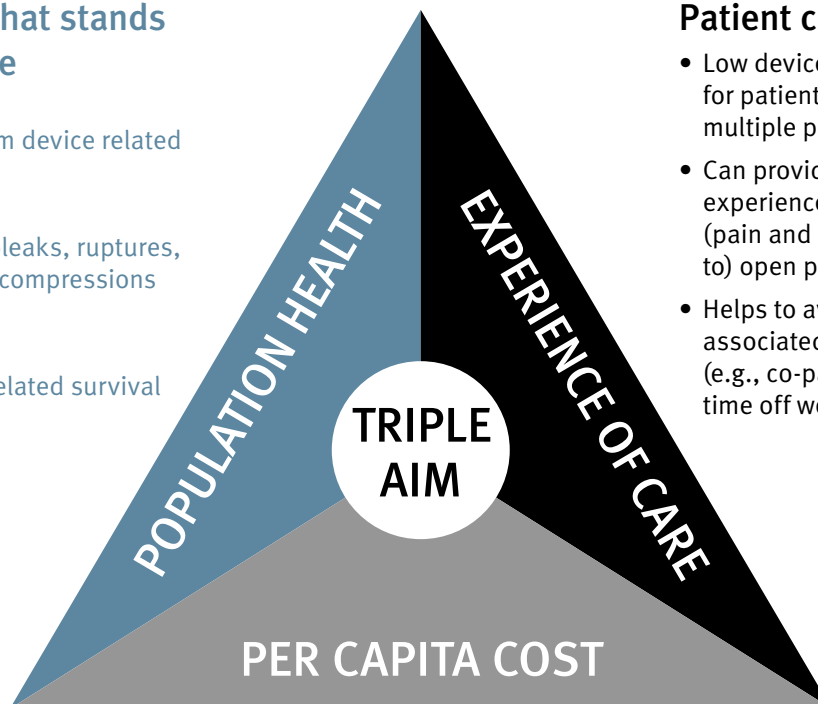 hat stands
e
m device related
leaks, ruptures,
compressions
elated survival
POPULATION HEALTH
EXPERIENCE OF CARE
TRIPLE
AIM
PER CAPITA COST
Patient c
• Low device
for patient
multiple p
• Can provid
experience
(pain and
to) open p
• Helps to av
associated
(e.g., co-pa
time off wo